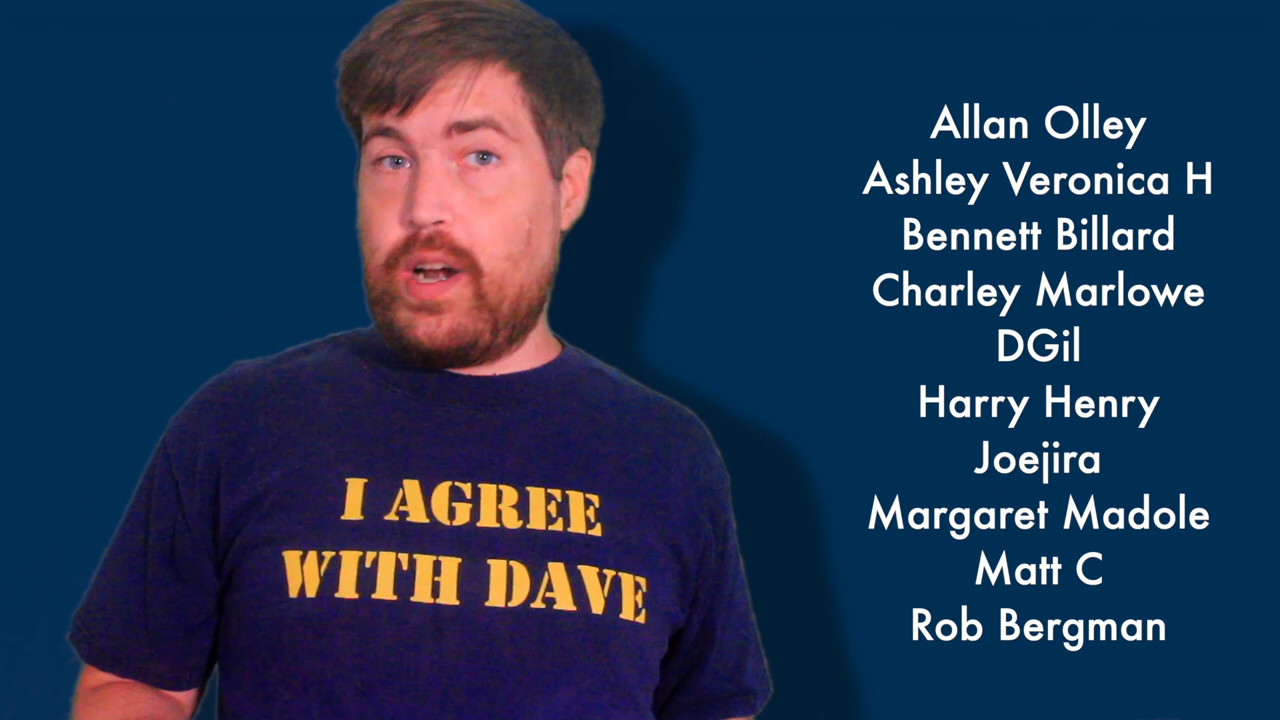 I AGREE
WITH DAVE
Allan Olley
Ashley Veronica H
Bennett Billard
Charley Marlowe
DGil
Harry Henry
Joejira
Margaret Madole
Matt C
Rob Bergman